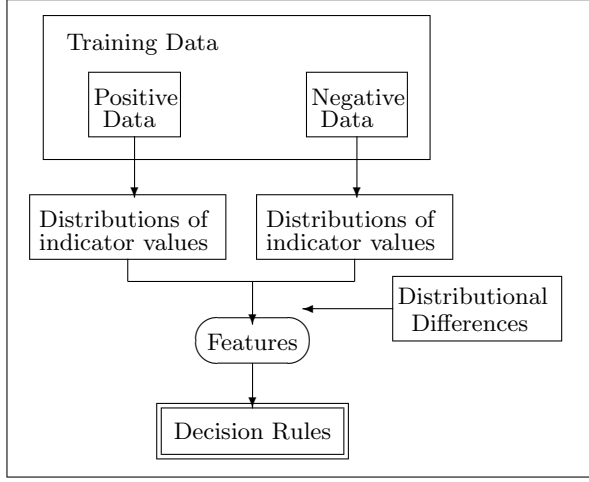 Training Data
Positive
Data
Negative
Data
Distributions of
indicator values
Distributions of
indicator values
Distributional
Differences
Features
Decision Rules